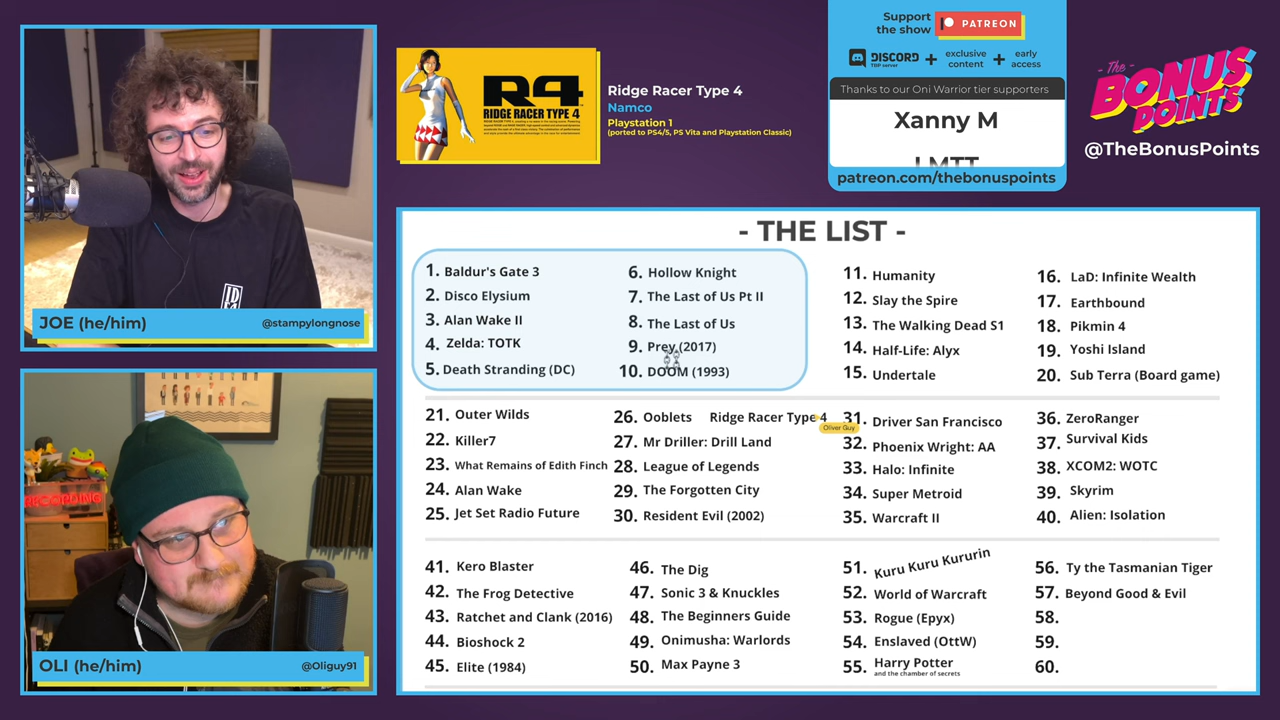 JOE (he/him)
@stampylongnose
RECORDING
OLI (he/him)
@Oliguy91
R4
RIDGE RACER TYPE 4
Ridge Racer Type 4
Namco
Playstation 1
(ported to PS4/5, PS Vita and Playstation Classic)
Support
the show
PATREON
DISCORD
TOP server
+
exclusive
content
+
early
access
Thanks to our Oni Warrior tier supporters
Xanny M
LMTT
patreon.com/thebonuspoints
- The -
BONUS
POINTS
@TheBonusPoints
- THE LIST -
1. Baldur's Gate 3
2. Disco Elysium
3. Alan Wake II
4. Zelda: TOTK
5. Death Stranding (DC)
6. Hollow Knight
7. The Last of Us Pt II
8. The Last of Us
9. Prey (2017)
10. DOOM (1993)
11. Humanity
12. Slay the Spire
13. The Walking Dead S1
14. Half-Life: Alyx
15. Undertale
16. LaD: Infinite Wealth
17. Earthbound
18. Pikmin 4
19. Yoshi Island
20. Sub Terra (Board game)
21. Outer Wilds
22. Killer7
23. What Remains of Edith Finch
24. Alan Wake
25. Jet Set Radio Future
26. Ooblets Ridge Racer Type 4
Oliver Guy
27. Mr Driller: Drill Land
28. League of Legends
29. The Forgotten City
30. Resident Evil (2002)
31. Driver San Francisco
32. Phoenix Wright: AA
33. Halo: Infinite
34. Super Metroid
35. Warcraft II
36. ZeroRanger
37. Survival Kids
38. XCOM2: WOTC
39. Skyrim
40. Alien: Isolation
41. Kero Blaster
42. The Frog Detective
43. Ratchet and Clank (2016)
44. Bioshock 2
45. Elite (1984)
46. The Dig
47. Sonic 3 & Knuckles
48. The Beginners Guide
49. Onimusha: Warlords
50. Max Payne 3
51. Kuru Kuru Kururin
52. World of Warcraft
53. Rogue (Epyx)
54. Enslaved (OttW)
55. Harry Potter
and the chamber of secrets
56. Ty the Tasmanian Tiger
57. Beyond Good & Evil
58.
59.
60.